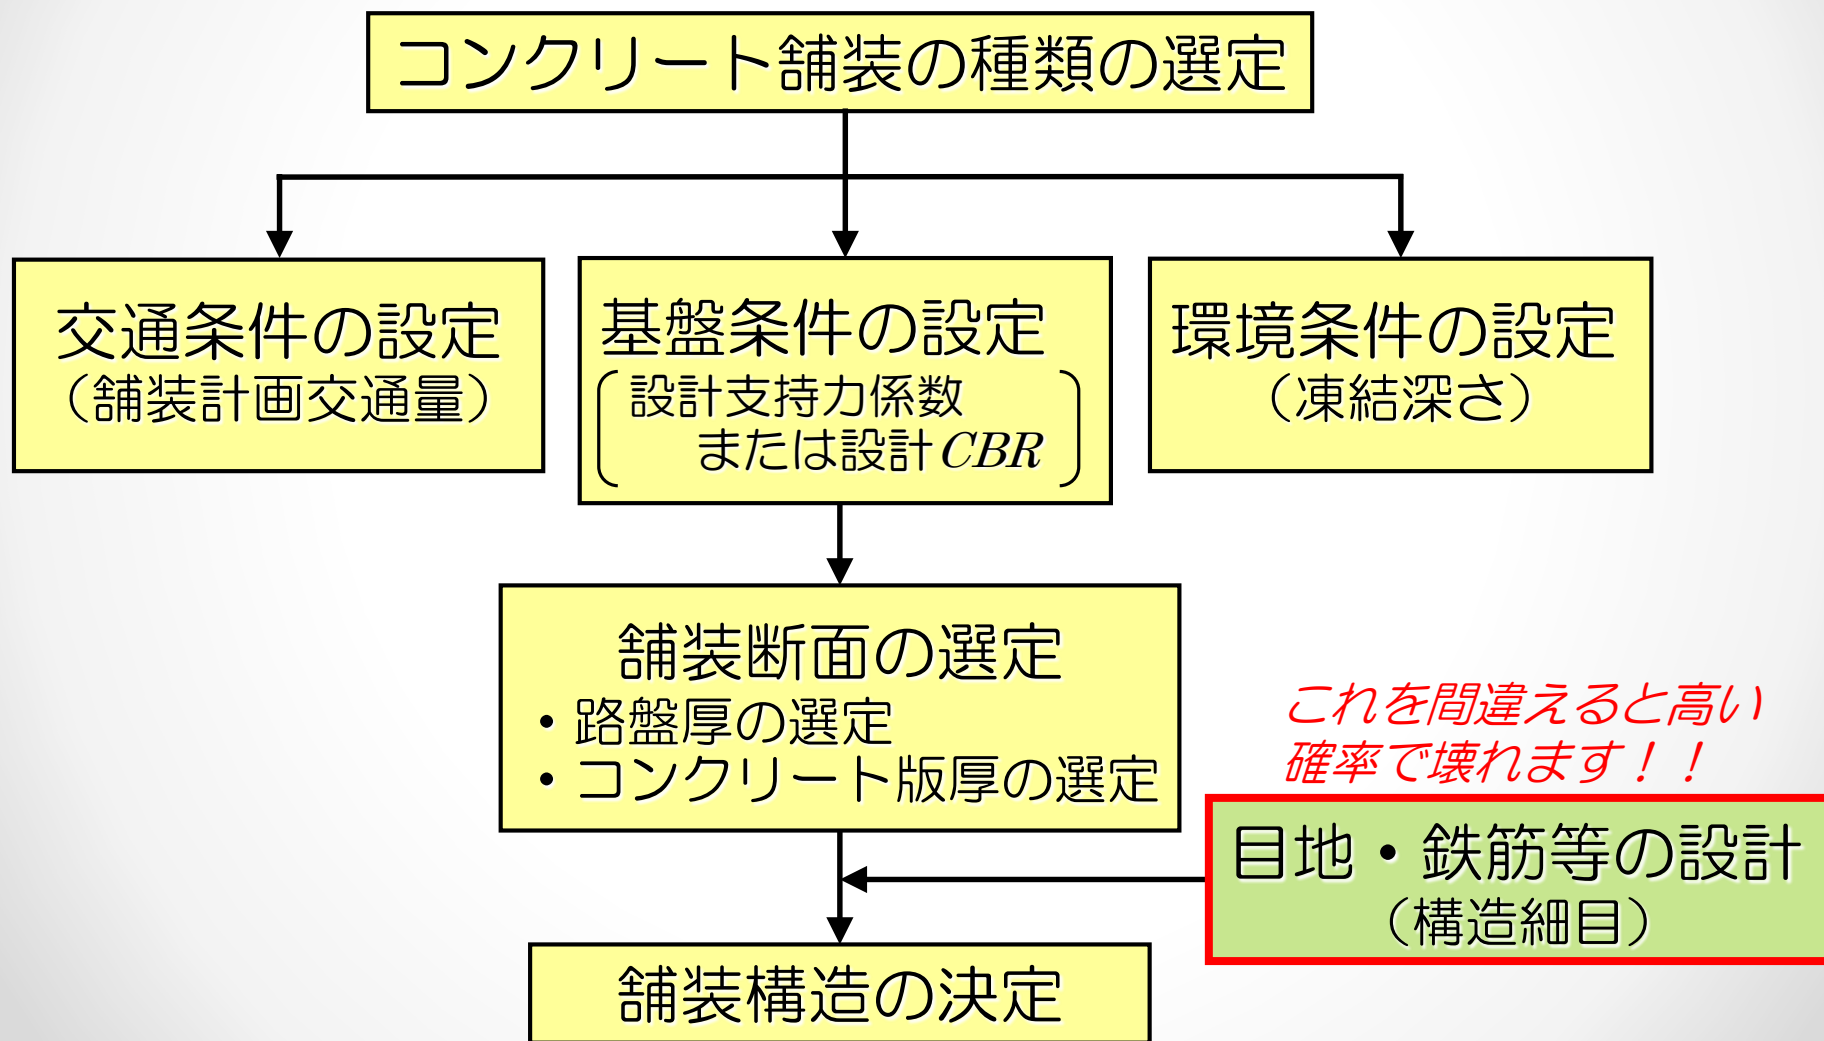 コンクリート舗装の種類の選定
交通条件の設定
（舗装計画交通量）
基盤条件の設定
設計支持力係数
または設計CBR
環境条件の設定
（凍結深さ）
舗装断面の選定
・路盤厚の選定
・コンクリート版厚の選定
これを間違えると高い
確率で壊れます！！
目地・鉄筋等の設計
（構造細目）
舗装構造の決定